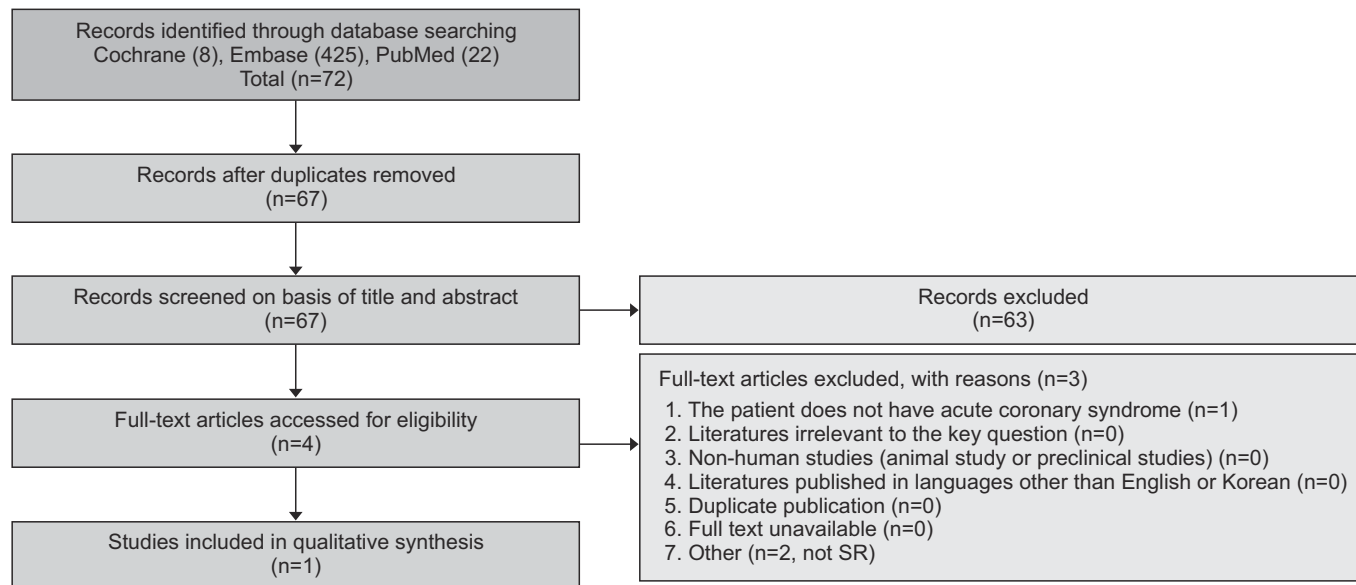 Records identified through database searching
Cochrane (8), Embase (425), PubMed (22)
Total (n=72)
Records after duplicates removed
(n=67)
Records screened on basis of title and abstract
(n=67)
Records excluded
(n=63)
Full-text articles accessed for eligibility
(n=4)
Full-text articles excluded, with reasons (n=3)
1. The patient does not have acute coronary syndrome (n=1)
2. Literatures irrelevant to the key question (n=0)
3. Non-human studies (animal study or preclinical studies) (n=0)
4. Literatures published in languages other than English or Korean (n=0)
5. Duplicate publication (n=0)
6. Full text unavailable (n=0)
7. Other (n=2, not SR)
Studies included in qualitative synthesis
(n=1)